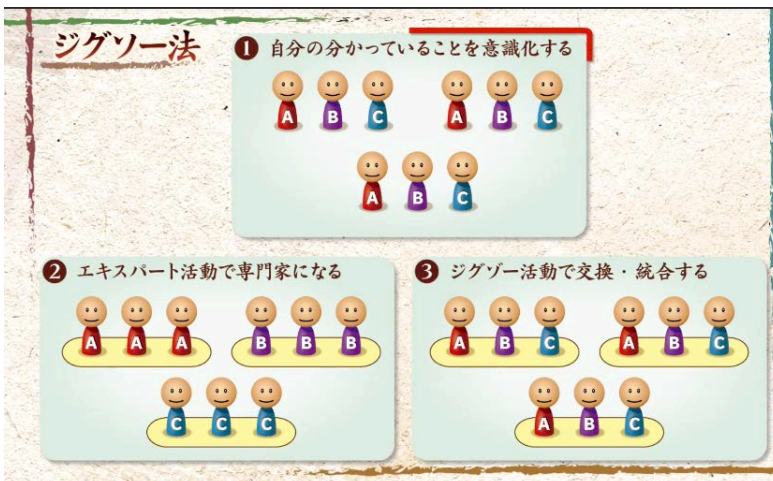 ジグソー法
❶ 自分の分かっていることを意識化する
A B C A B C
A B C
❷ エキスパート活動で専門家になる
A A A B B B
C C C
❸ ジグゾー活動で交換・統合する
A B C A B C
A B C